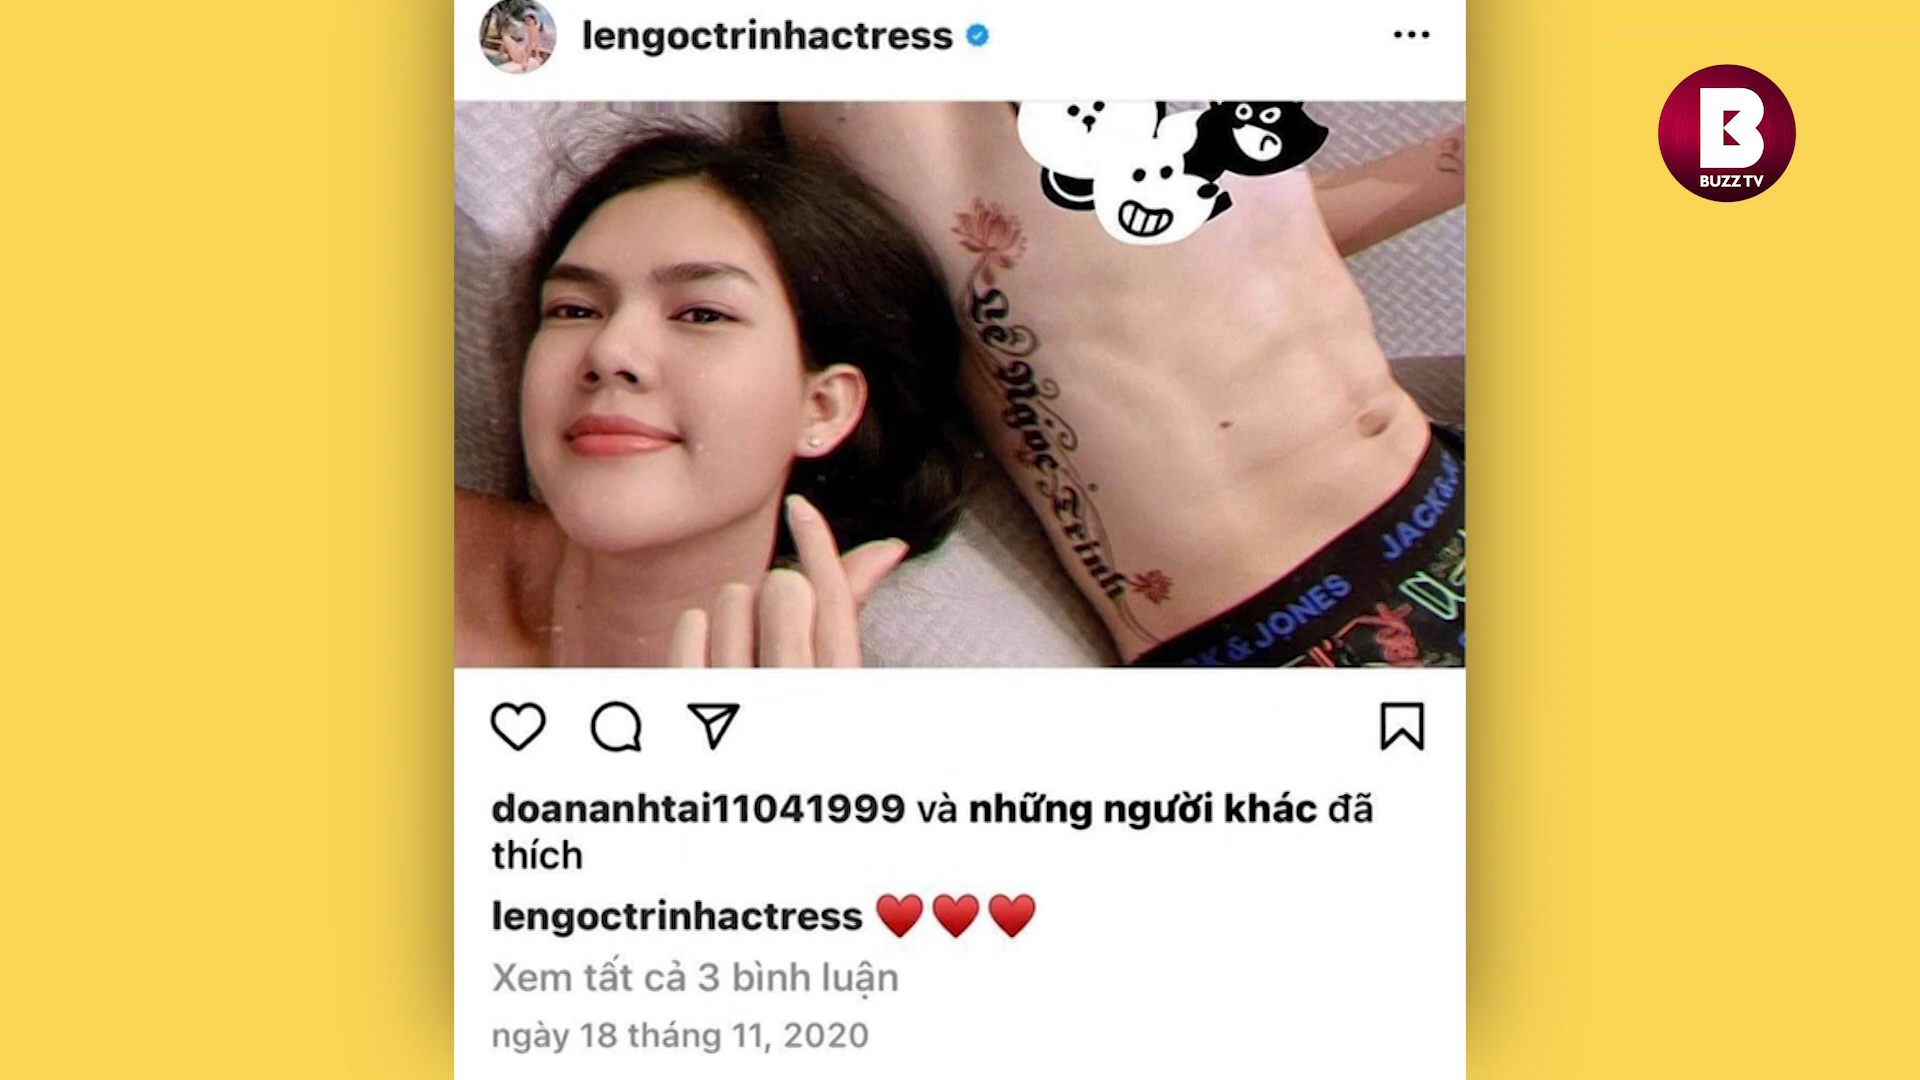 lengoctrinhactress
B
BUZZ TV
Lê Ngọc Trinh
JACK&JONES
K & JONES
doananhtai11041999 và những người khác đã
thích
lengoctrinhactress ♥️♥️♥️
Xem tất cả 3 bình luận
ngày 18 tháng 11, 2020